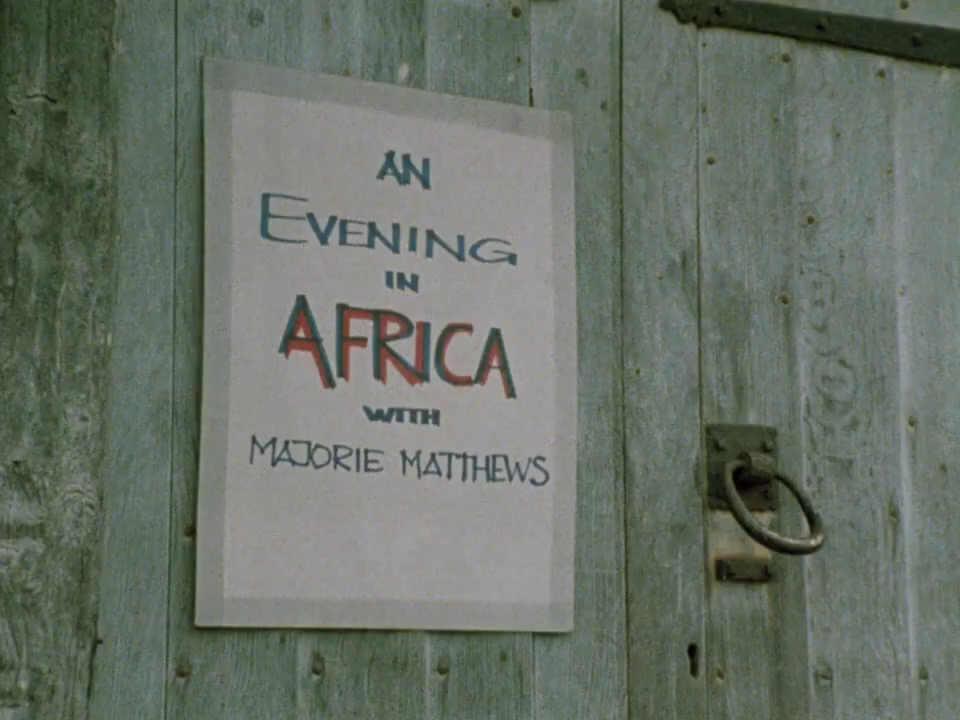 AN
EVENING
IN
AFRICA
WITH
MAJORIE MATTHEWS